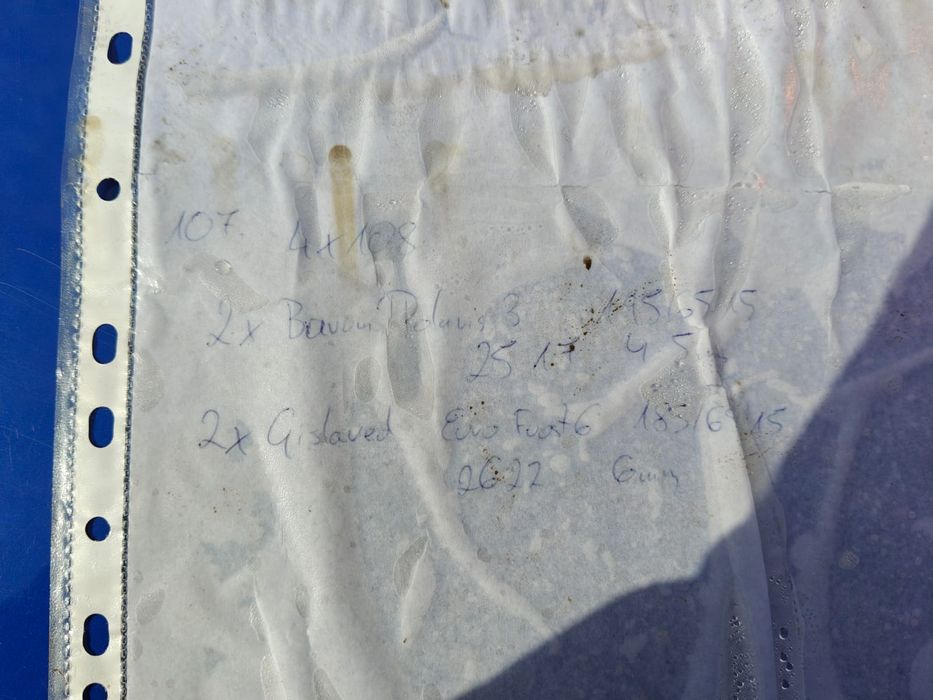 107. 4x108
2x Barum Polaris 3 195/65/15
2517 4 5
2x Gislaved Euro Frost 6 185/65/15
2622 6mm